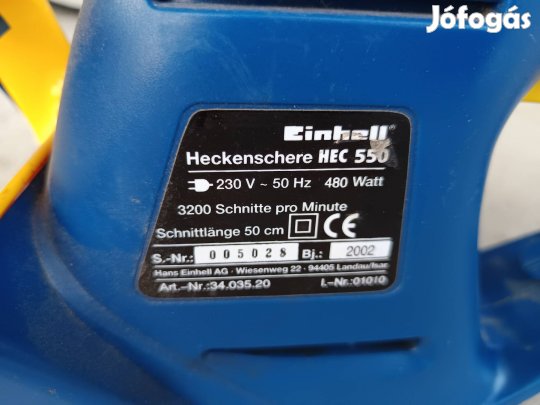 Jófogás
Einhell
Heckenschere HEC 550
230 V ~ 50 Hz 480 Watt
3200 Schnitte pro Minute
Schnittlänge 50 cm CE
S.-Nr.: 005028 Bj.: 2002
Hans Einhell AG · Wiesenweg 22 · 94405 Landau/Isar
Art.-Nr.:34.035.20 I.-Nr.:01010